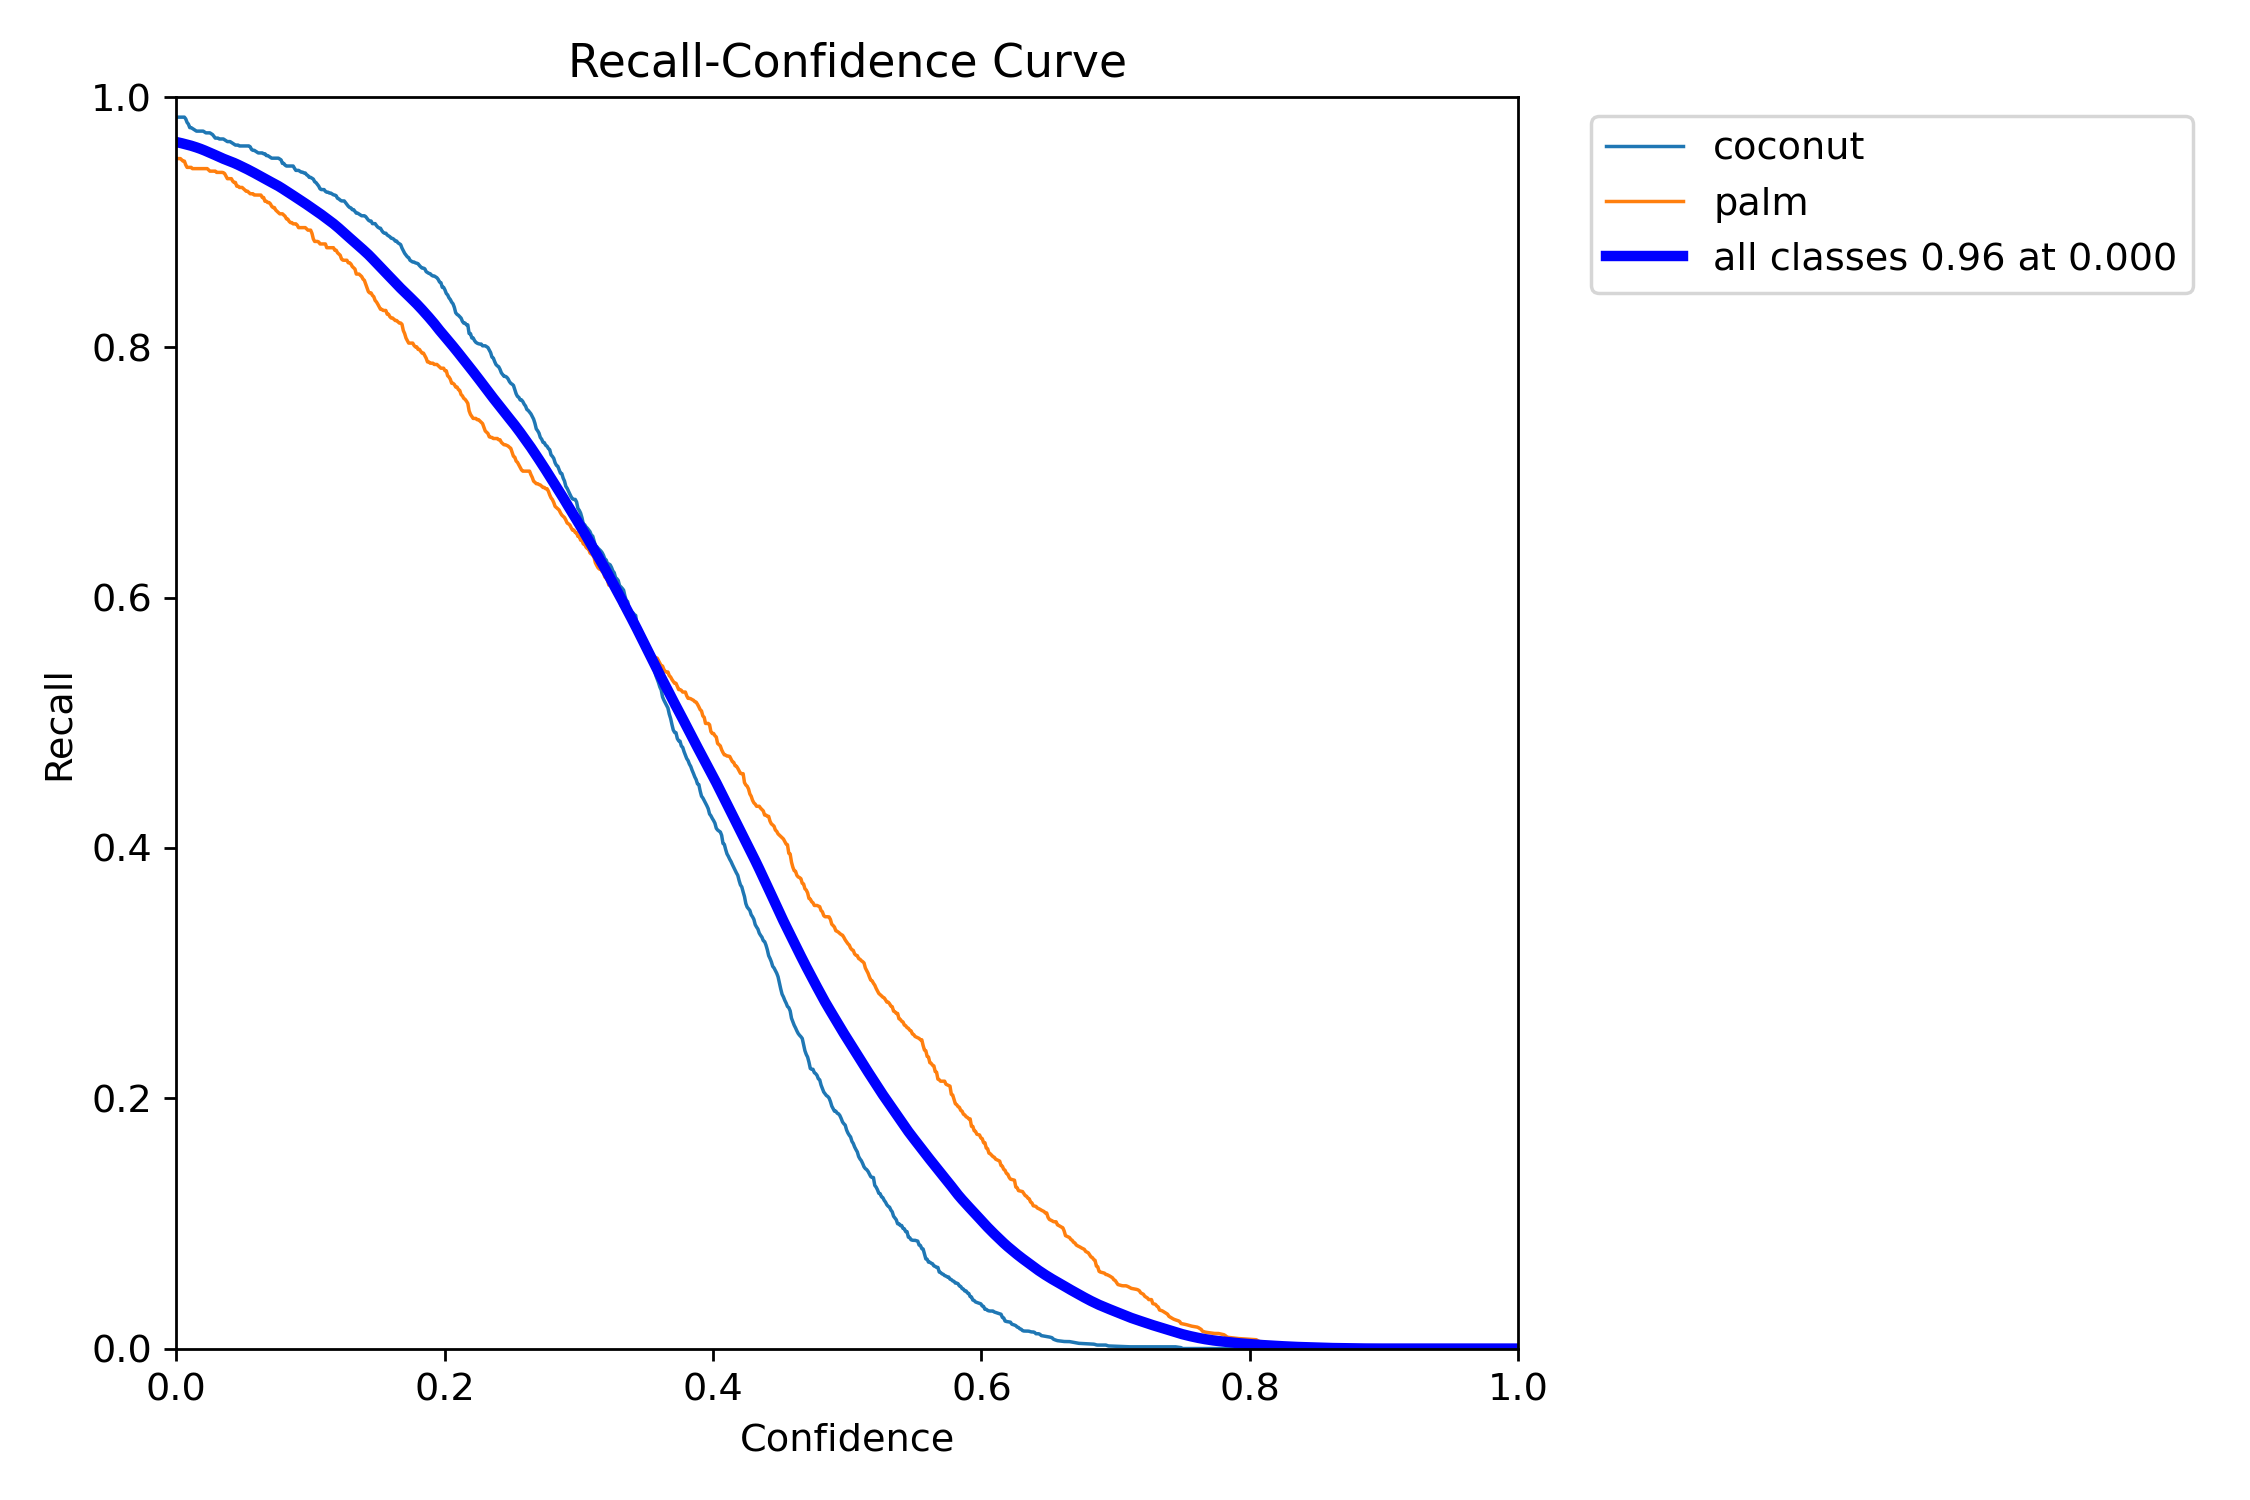 Recall-Confidence Curve
1.0
0.8
0.6
0.4
0.2
0.0
Recall
0.0 0.2 0.4 0.6 0.8 1.0
Confidence
coconut
palm
all classes 0.96 at 0.000